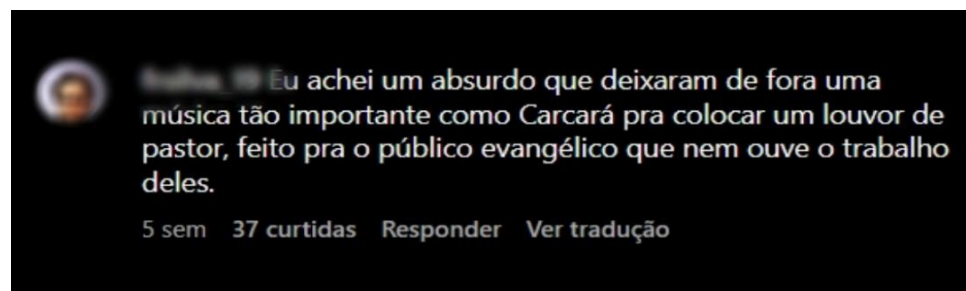 Eu achei um absurdo que deixaram de fora uma
música tão importante como Carcará pra colocar um louvor de
pastor, feito pra o público evangélico que nem ouve o trabalho
deles.
5 sem 37 curtidas Responder Ver tradução